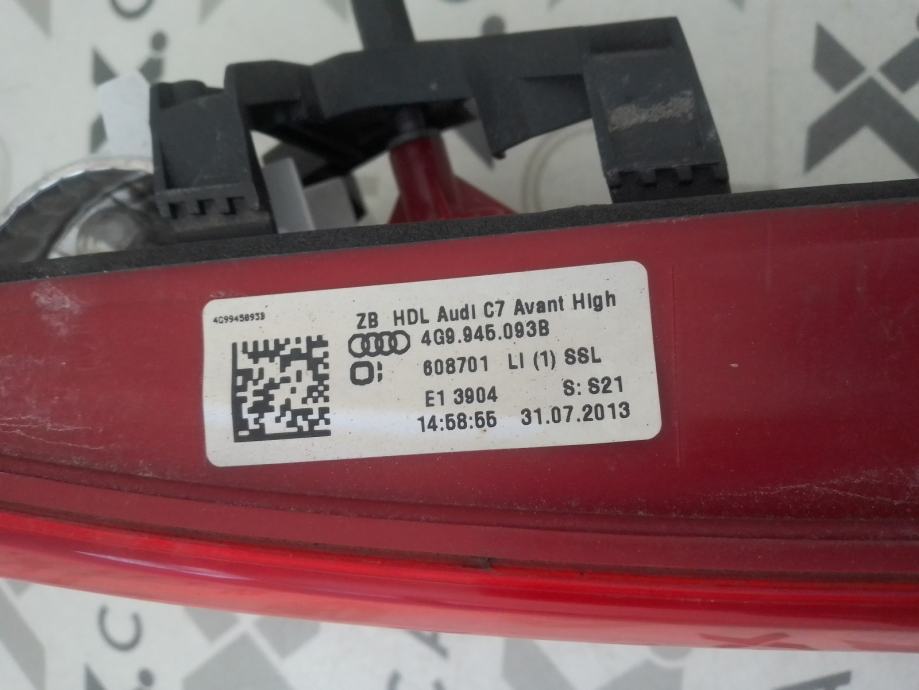 4G9945093B
ZB HDL Audi C7 Avant High
4G9.945.093B
608701 LI (1) SSL
E1 3904 S: S21
14:58:55 31.07.2013